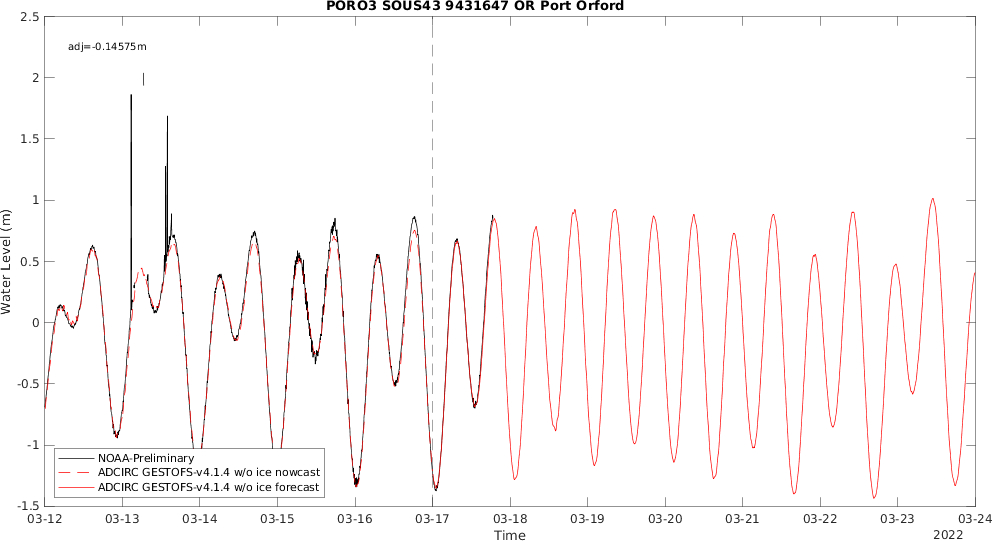 PORO3 SOUS43 9431647 OR Port Orford
adj=-0.14575m
2.5
2
1.5
1
0.5
0
-0.5
-1
-1.5
Water Level (m)
NOAA-Preliminary
ADCIRC GESTOFS-v4.1.4 w/o ice nowcast
ADCIRC GESTOFS-v4.1.4 w/o ice forecast
03-12 03-13 03-14 03-15 03-16 03-17 03-18 03-19 03-20 03-21 03-22 03-23 03-24
Time
2022